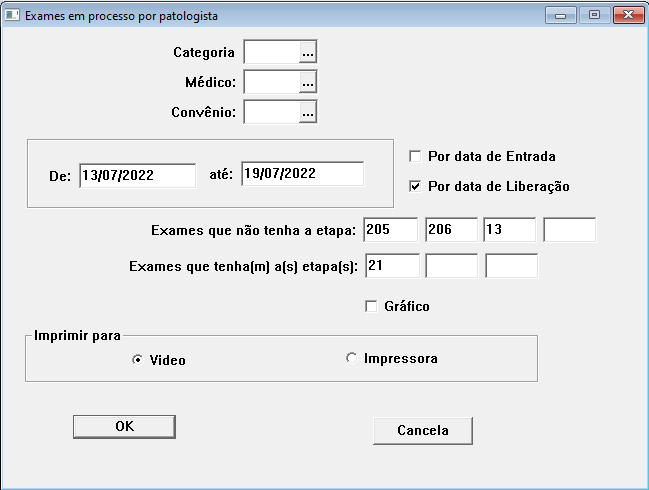 Exames em processo por patologista
Categoria ...
Médico: ...
Convênio: ...
De: 13/07/2022 até: 19/07/2022
Por data de Entrada
Por data de Liberação
Exames que não tenha a etapa: 205 206 13
Exames que tenha(m) a(s) etapa(s): 21
Gráfico
Imprimir para
Video Impressora
OK Cancela